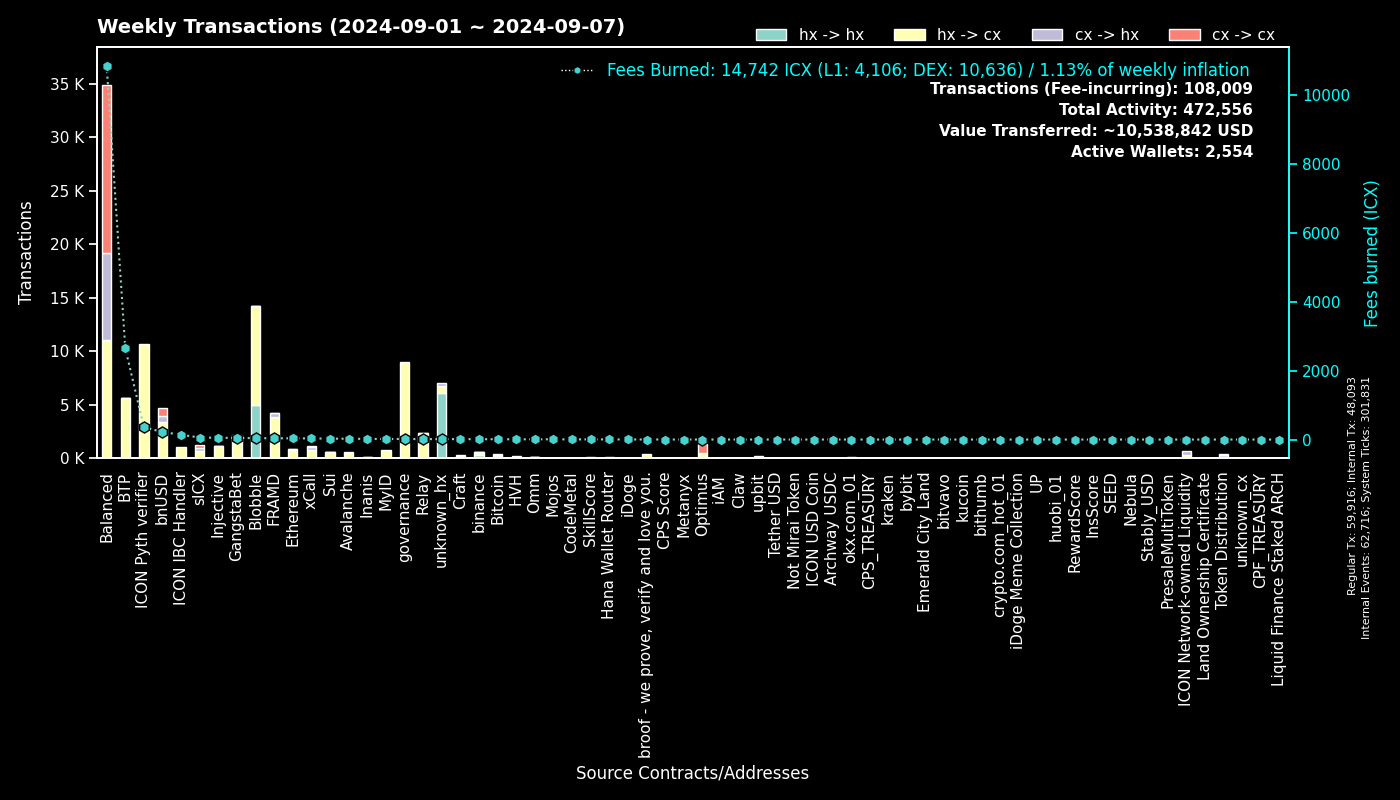 Weekly Transactions (2024-09-01 ~ 2024-09-07)
hx -> hx
hx -> cx
cx -> hx
cx -> cx
Fees Burned: 14,742 ICX (L1: 4,106; DEX: 10,636) / 1.13% of weekly inflation
Transactions (Fee-incurring): 108,009
Total Activity: 472,556
Value Transferred: ~10,538,842 USD
Active Wallets: 2,554
Transactions
35 K
30 K
25 K
20 K
15 K
10 K
5 K
0 K
10000
8000
6000
4000
2000
0
Fees burned (ICX)
Regular Tx: 59,916; Internal Tx: 48,093
Internal Events: 62,716; System Ticks: 301,831
Balanced
BTP
ICON Pyth verifier
bnUSD
ICON IBC Handler
sICX
Injective
GangstaBet
Blobble
FRAMD
Ethereum
xCall
Sui
Avalanche
Inanis
MyID
governance
Relay
unknown_hx
Craft
binance
Bitcoin
HVH
Omm
Mojos
CodeMetal
SkillScore
Hana Wallet Router
iDoge
broof - we prove, verify and love you.
CPS Score
Metanyx
Optimus
iAM
Claw
upbit
Tether USD
Not Mirai Token
ICON USD Coin
Archway USDC
okx.com_01
CPS_TREASURY
kraken
bybit
Emerald City Land
bitvavo
kucoin
bithumb
crypto.com_hot_01
iDoge Meme Collection
UP
huobi_01
RewardScore
InsScore
SEED
Nebula
Stably_USD
PresaleMultiToken
ICON Network-owned Liquidity
Land Ownership Certificate
Token Distribution
unknown_cx
CPF_TREASURY
Liquid Finance Staked ARCH
Source Contracts/Addresses